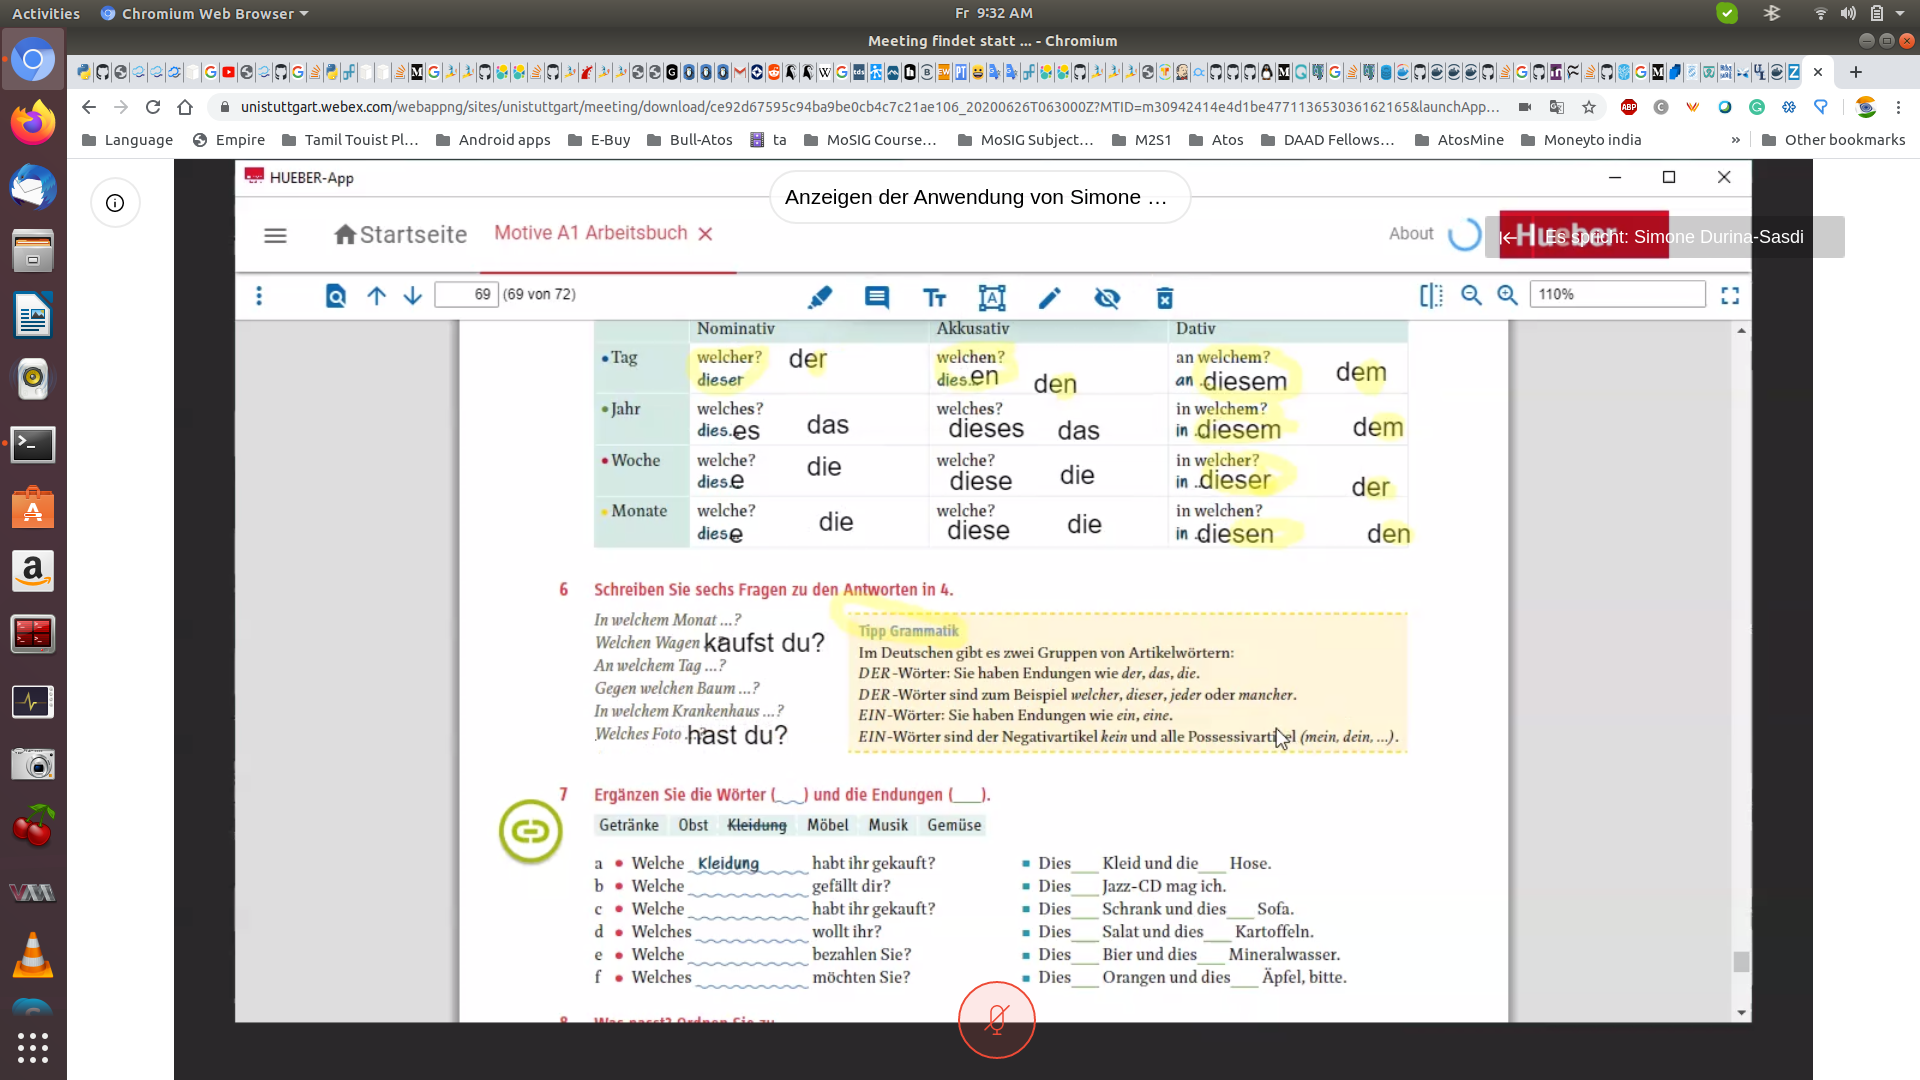 Activities
Chromium Web Browser
Fr 9:32 AM
Meeting findet statt ... - Chromium
unistuttgart.webex.com/webappng/sites/unistuttgart/meeting/download/ce92d67595c94ba9be0cb4c7c21ae106_20200626T063000Z?MTID=m30942414e4d1be477113653036162165&launchApp...
Language Empire Tamil Touist Pl... Android apps E-Buy Bull-Atos ta MoSIG Course... MoSIG Subject... M2S1 Atos DAAD Fellows... AtosMine Moneyto india » Other bookmarks
HUEBER-App
Anzeigen der Anwendung von Simone ...
Startseite Motive A1 Arbeitsbuch About Hueber
Es spricht: Simone Durina-Sasdi
69 (69 von 72) 110%
Nominativ Akkusativ Dativ
Tag welcher? der welchen? an welchem?
dieser dies...en den an ...diesem dem
Jahr welches? welches? in welchem?
dies...es das dieses das in ...diesem dem
Woche welche? die welche? in welcher?
dies...e diese die in ...dieser der
Monate welche? die welche? die in welchen?
dies...e diese in ...diesen den
6 Schreiben Sie sechs Fragen zu den Antworten in 4.
In welchem Monat ...?
Welchen Wagen kaufst du?
An welchem Tag ...?
Gegen welchen Baum ...?
In welchem Krankenhaus ...?
Welches Foto ...? hast du?
Tipp Grammatik
Im Deutschen gibt es zwei Gruppen von Artikelwörtern:
DER-Wörter: Sie haben Endungen wie der, das, die.
DER-Wörter sind zum Beispiel welcher, dieser, jeder oder mancher.
EIN-Wörter: Sie haben Endungen wie ein, eine.
EIN-Wörter sind der Negativartikel kein und alle Possessivartikel (mein, dein, ...).
7 Ergänzen Sie die Wörter (___) und die Endungen (___).
Getränke Obst Kleidung Möbel Musik Gemüse
a Welche Kleidung habt ihr gekauft? Dies___ Kleid und die___ Hose.
b Welche ___ gefällt dir? Dies___ Jazz-CD mag ich.
c Welche ___ habt ihr gekauft? Dies___ Schrank und dies___ Sofa.
d Welches ___ wollt ihr? Dies___ Salat und dies___ Kartoffeln.
e Welche ___ bezahlen Sie? Dies___ Bier und dies___ Mineralwasser.
f Welches ___ möchten Sie? Dies___ Orangen und dies___ Äpfel, bitte.
8 Was passt? Ordnen Sie zu.